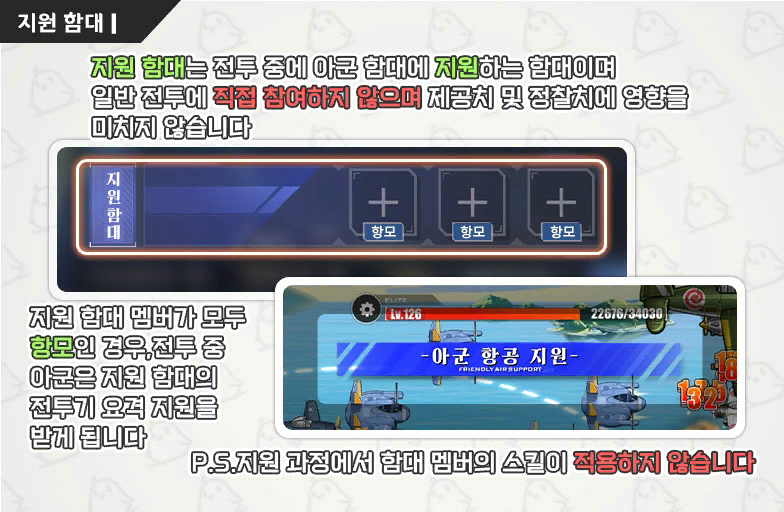 지원 함대
지원 함대는 전투 중에 아군 함대에 지원하는 함대이며
일반 전투에 직접 참여하지 않으며 제공치 및 정찰치에 영향을
미치지 않습니다
지원함대
항모 항모 항모
지원 함대 멤버가 모두
항모인 경우,전투 중
아군은 지원 함대의
전투기 요격 지원을
받게 됩니다
ELITE
Lv.126 22676/34030
-아군 항공 지원-
FRIENDLY AIR SUPPORT
P.S.지원 과정에서 함대 멤버의 스킬이 적용하지 않습니다